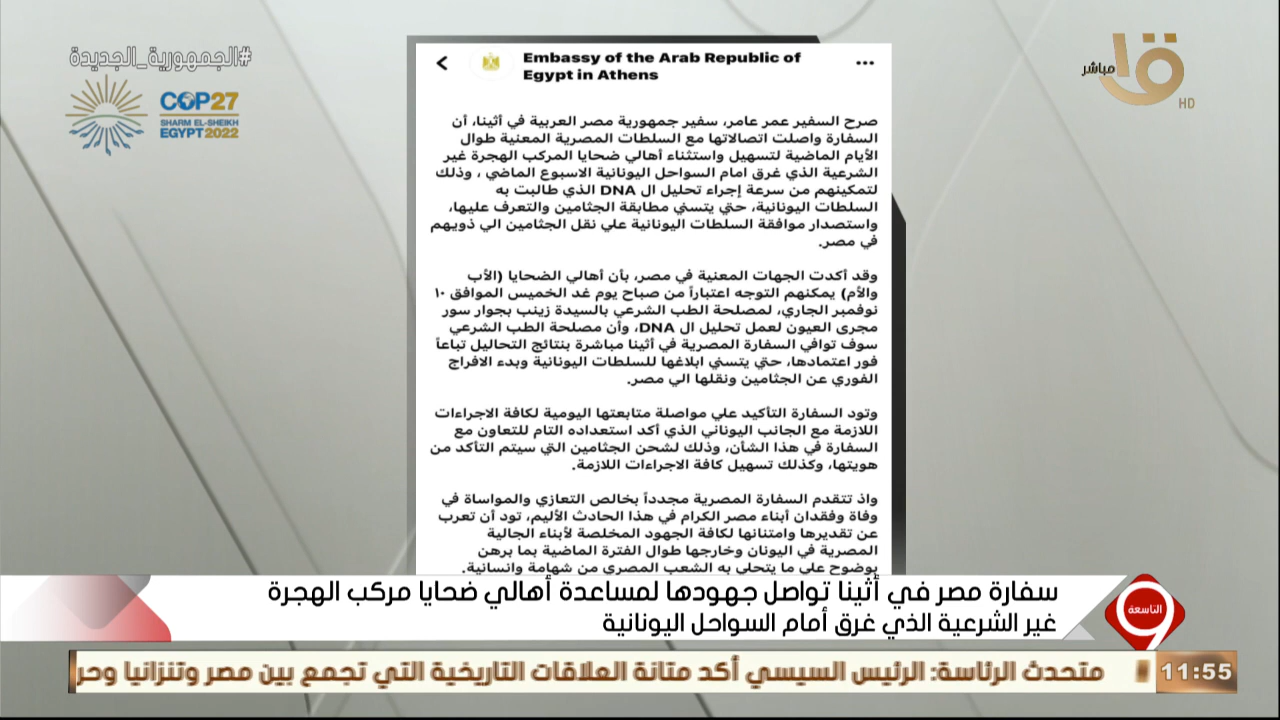 #الجمهورية_الجديدة
COP27
SHARM EL-SHEIKH
EGYPT 2022
مباشر
HD
Embassy of the Arab Republic of
Egypt in Athens
صرح السفير عمر عامر، سفير جمهورية مصر العربية في أثينا، أن
السفارة واصلت اتصالاتها مع السلطات المصرية المعنية طوال
الأيام الماضية لتسهيل واستثناء أهالي ضحايا المركب الهجرة غير
الشرعية الذي غرق امام السواحل اليونانية الاسبوع الماضي ، وذلك
لتمكينهم من سرعة إجراء تحليل ال DNA الذي طالبت به
السلطات اليونانية، حتي يتسني مطابقة الجثامين والتعرف عليها،
واستصدار موافقة السلطات اليونانية علي نقل الجثامين الي ذويهم
في مصر.
وقد أكدت الجهات المعنية في مصر، بأن أهالي الضحايا (الأب
والأم) يمكنهم التوجه اعتباراً من صباح يوم غد الخميس الموافق ١٠
نوفمبر الجاري، لمصلحة الطب الشرعي بالسيدة زينب بجوار سور
مجرى العيون لعمل تحليل ال DNA، وأن مصلحة الطب الشرعي
سوف توافي السفارة المصرية في أثينا مباشرة بنتائج التحاليل تباعاً
فور اعتمادها، حتي يتسني ابلاغها للسلطات اليونانية وبدء الافراج
الفوري عن الجثامين ونقلها الي مصر.
وتود السفارة التأكيد علي مواصلة متابعتها اليومية لكافة الاجراءات
اللازمة مع الجانب اليوناني الذي أكد استعداده التام للتعاون مع
السفارة في هذا الشأن، وذلك لشحن الجثامين التي سيتم التأكد من
هويتها، وكذلك تسهيل كافة الاجراءات اللازمة.
واذ تتقدم السفارة المصرية مجدداً بخالص التعازي والمواساة في
وفاة وفقدان أبناء مصر الكرام في هذا الحادث الأليم، تود أن تعرب
عن تقديرها وامتنانها لكافة الجهود المخلصة لأبناء الجالية
المصرية في اليونان وخارجها طوال الفترة الماضية بما برهن
بوضوح علي ما يتحلي به الشعب المصري من شهامة وانسانية.
سفارة مصر في أثينا تواصل جهودها لمساعدة أهالي ضحايا مركب الهجرة
غير الشرعية الذي غرق أمام السواحل اليونانية
التاسعة
متحدث الرئاسة: الرئيس السيسي أكد متانة العلاقات التاريخية التي تجمع بين مصر وتنزانيا وحر
11:55